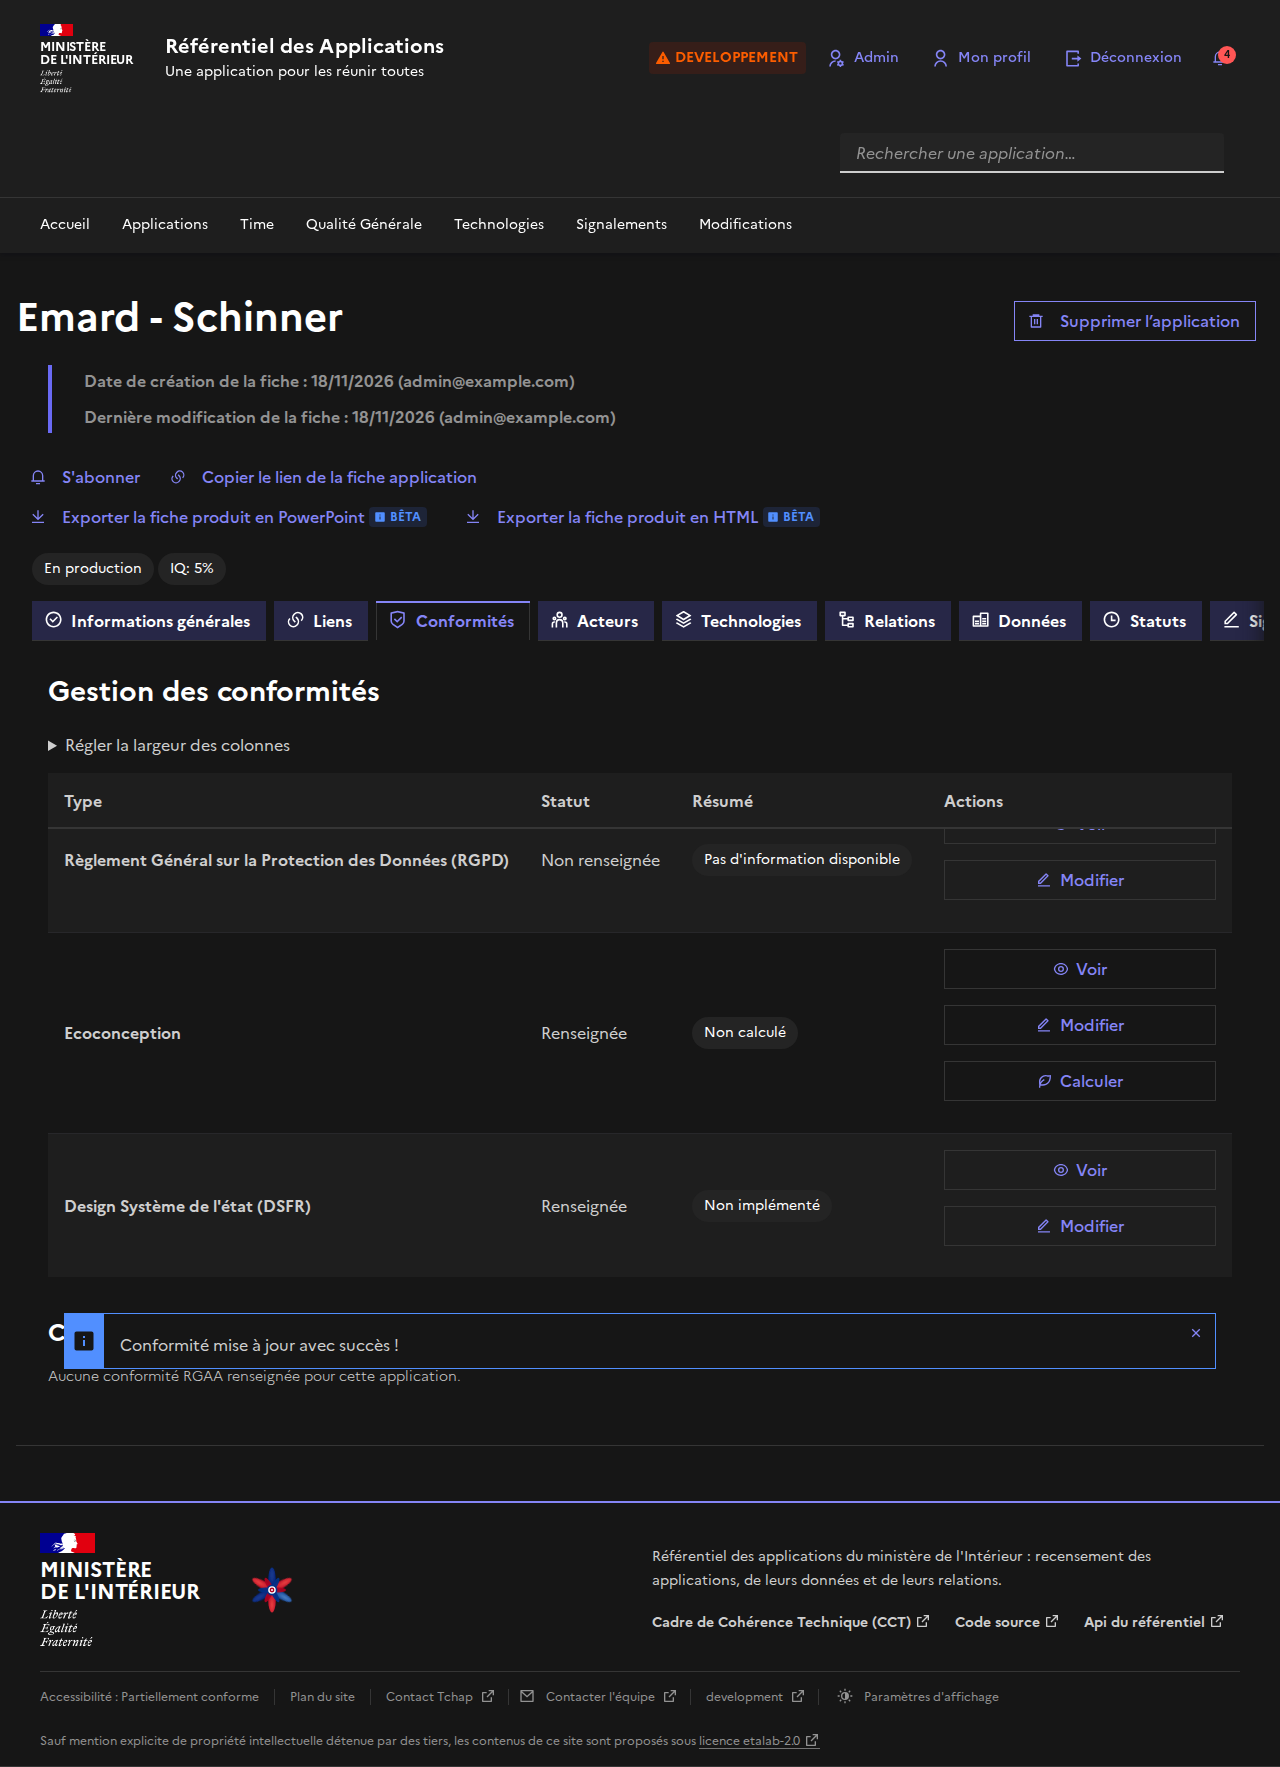 MINISTÈRE
DE L'INTÉRIEUR
Liberté
Égalité
Fraternité
Référentiel des Applications
Une application pour les réunir toutes
DEVELOPPEMENT
Admin
Mon profil
Déconnexion
4
Rechercher une application…
Accueil
Applications
Time
Qualité Générale
Technologies
Signalements
Modifications
Emard - Schinner
Supprimer l’application
Date de création de la fiche : 18/11/2026 (admin@example.com)
Dernière modification de la fiche : 18/11/2026 (admin@example.com)
S'abonner
Copier le lien de la fiche application
Exporter la fiche produit en PowerPoint BÊTA
Exporter la fiche produit en HTML BÊTA
En production
IQ: 5%
Informations générales
Liens
Conformités
Acteurs
Technologies
Relations
Données
Statuts
Gestion des conformités
Régler la largeur des colonnes
Type
Statut
Résumé
Actions
Règlement Général sur la Protection des Données (RGPD)
Non renseignée
Pas d'information disponible
Modifier
Ecoconception
Renseignée
Non calculé
Voir
Modifier
Calculer
Design Système de l'état (DSFR)
Renseignée
Non implémenté
Voir
Modifier
Conformité mise à jour avec succès !
Aucune conformité RGAA renseignée pour cette application.
MINISTÈRE
DE L'INTÉRIEUR
Liberté
Égalité
Fraternité
Référentiel des applications du ministère de l'Intérieur : recensement des
applications, de leurs données et de leurs relations.
Cadre de Cohérence Technique (CCT)
Code source
Api du référentiel
Accessibilité : Partiellement conforme
Plan du site
Contact Tchap
Contacter l'équipe
development
Paramètres d'affichage
Sauf mention explicite de propriété intellectuelle détenue par des tiers, les contenus de ce site sont proposés sous licence etalab-2.0